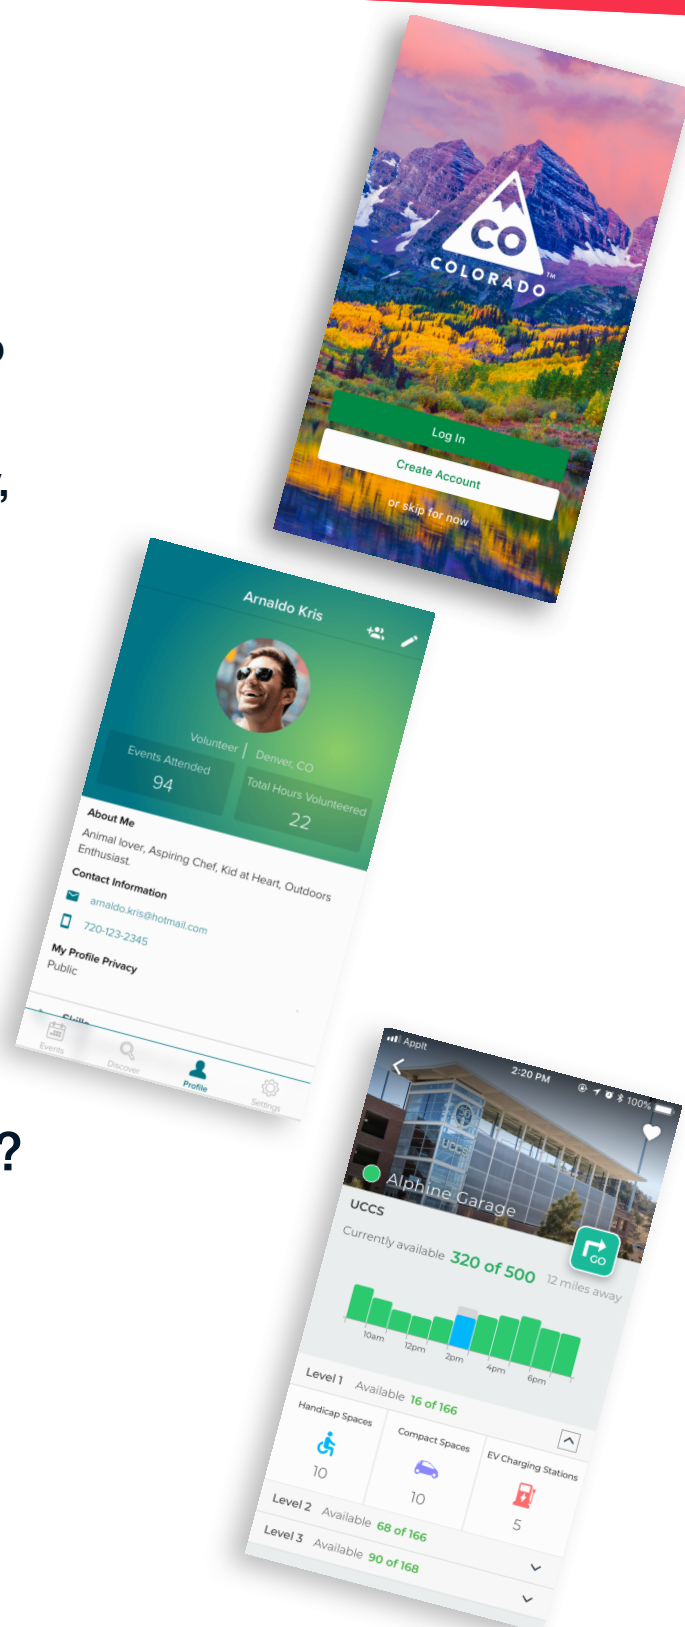 CO
COLORADO
TM
Log In
Create Account
or skip for now
,
Arnaldo Kris
Volunteer | Denver, CO
Events Attended
94
Total Hours Volunteered
22
About Me
Animal lover, Aspiring Chef, Kid at Heart, Outdoors
Enthusiast.
Contact Information
arnaldo.kris@hotmail.com
720-123-2345
My Profile Privacy
Public
Skills
Events
Discover
Profile
Settings
?
AppIt
2:20 PM
100%
UCCS
Alphine Garage
UCCS
GO
Currently available 320 of 500 12 miles away
10am 12pm 2pm 4pm 6pm
Level 1 Available 16 of 166
Handicap Spaces
10
Compact Spaces
10
EV Charging Stations
5
Level 2 Available 68 of 166
Level 3 Available 90 of 168